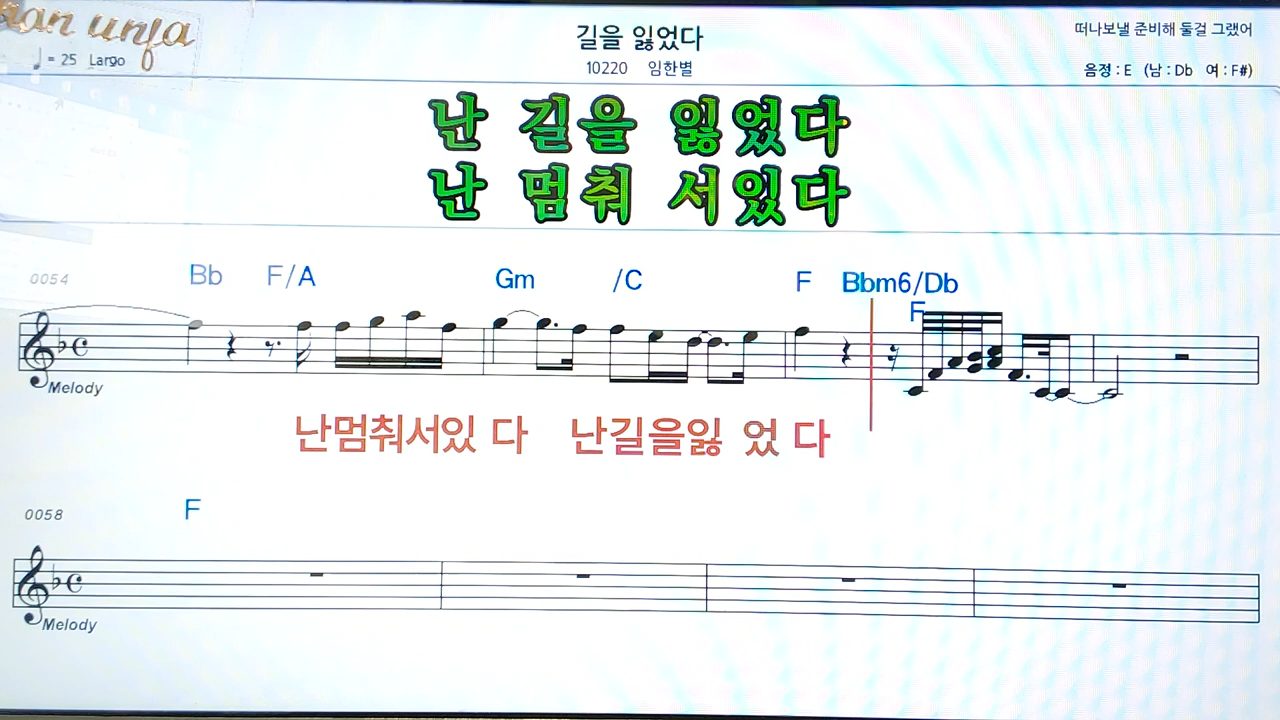 길을 잃었다
떠나보낼 준비해 둘걸 그랬어
♩= 25 Largo
10220 임한별
음정 : E (남 : Db 여 : F#)
난 길을 잃었다
난 멈춰 서있다
0054
Bb F/A Gm /C F Bbm6/Db
F
Melody
난멈춰서있 다 난길을잃 었 다
0058
F
Melody